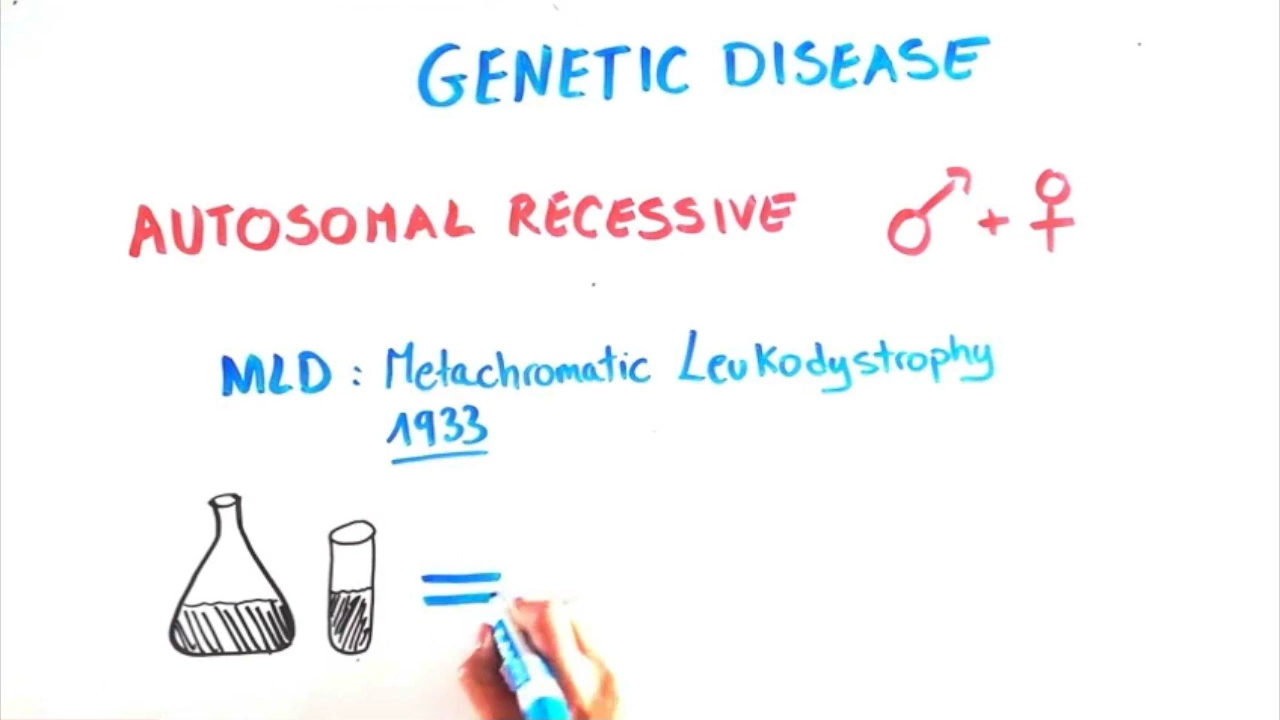 GENETIC DISEASE
AUTOSOMAL RECESSIVE ♂ + ♀
MLD : Metachromatic Leukodystrophy
1933
=